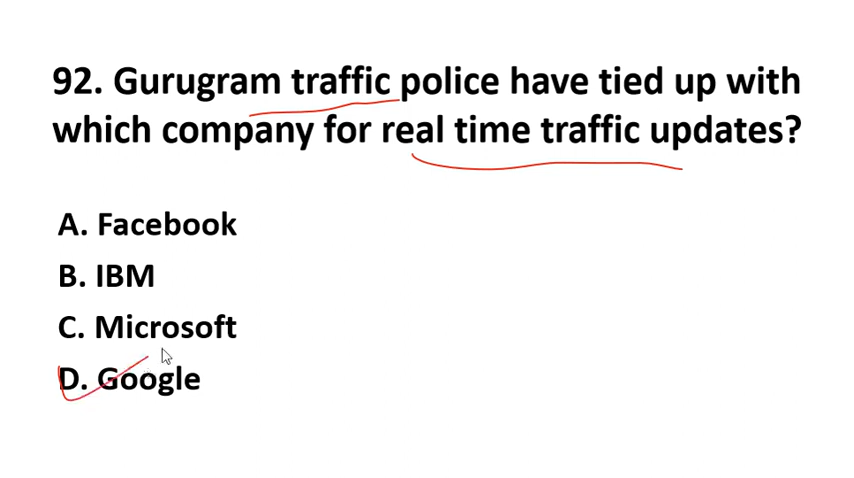 92. Gurugram traffic police have tied up with
which company for real time traffic updates?
A. Facebook
B. IBM
C. Microsoft
D. Google